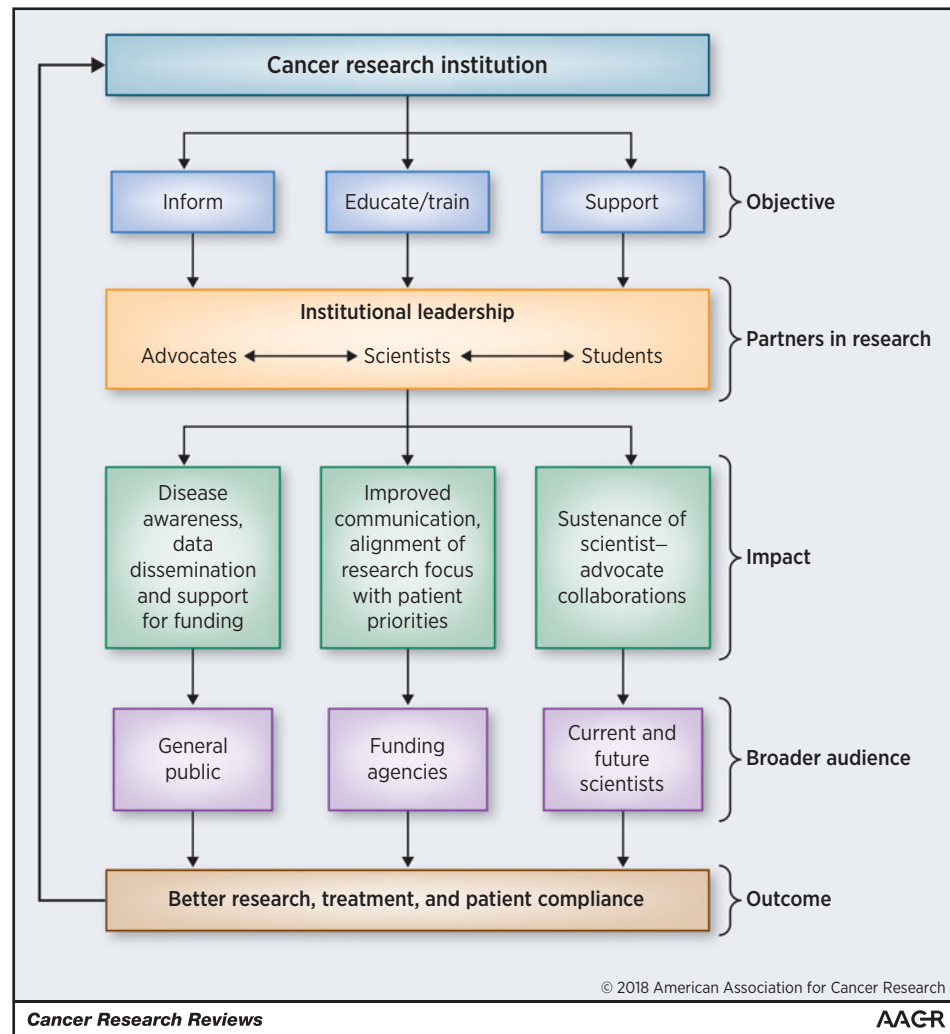 Cancer research institution
Inform
Educate/train
Support
Objective
Institutional leadership
Advocates
Scientists
Students
Partners in research
Disease
awareness,
data
dissemination
and support
for funding
Improved
communication,
alignment of
research focus
with patient
priorities
Sustenance of
scientist–
advocate
collaborations
Impact
General
public
Funding
agencies
Current and
future
scientists
Broader audience
Better research, treatment, and patient compliance
Outcome
© 2018 American Association for Cancer Research
Cancer Research Reviews
AACR